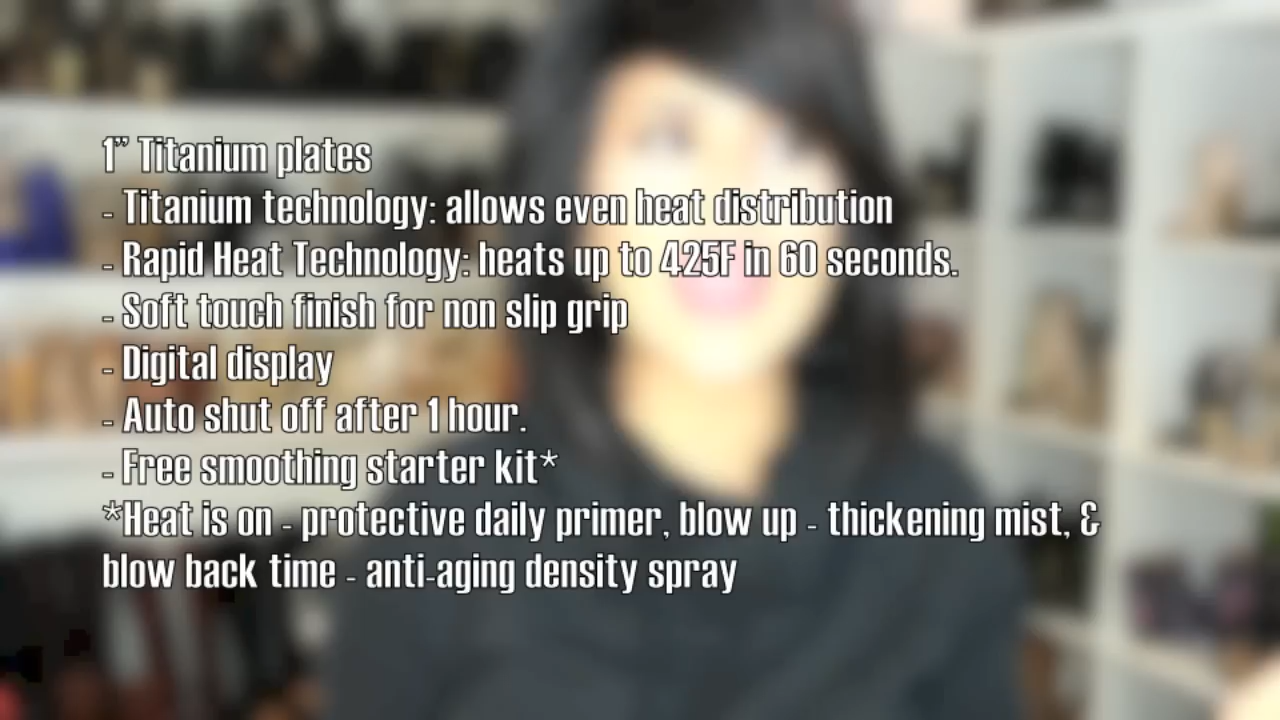 1” Titanium plates
- Titanium technology: allows even heat distribution
- Rapid Heat Technology: heats up to 425F in 60 seconds.
- Soft touch finish for non slip grip
- Digital display
- Auto shut off after 1 hour.
- Free smoothing starter kit*
*Heat is on - protective daily primer, blow up - thickening mist, &
blow back time - anti-aging density spray